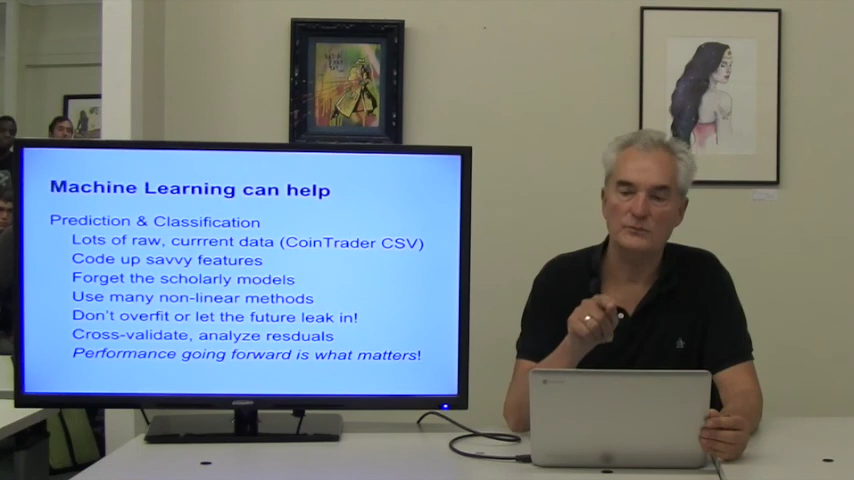 Machine Learning can help
Prediction & Classification
Lots of raw, currrent data (CoinTrader CSV)
Code up savvy features
Forget the scholarly models
Use many non-linear methods
Don't overfit or let the future leak in!
Cross-validate, analyze resduals
Performance going forward is what matters!